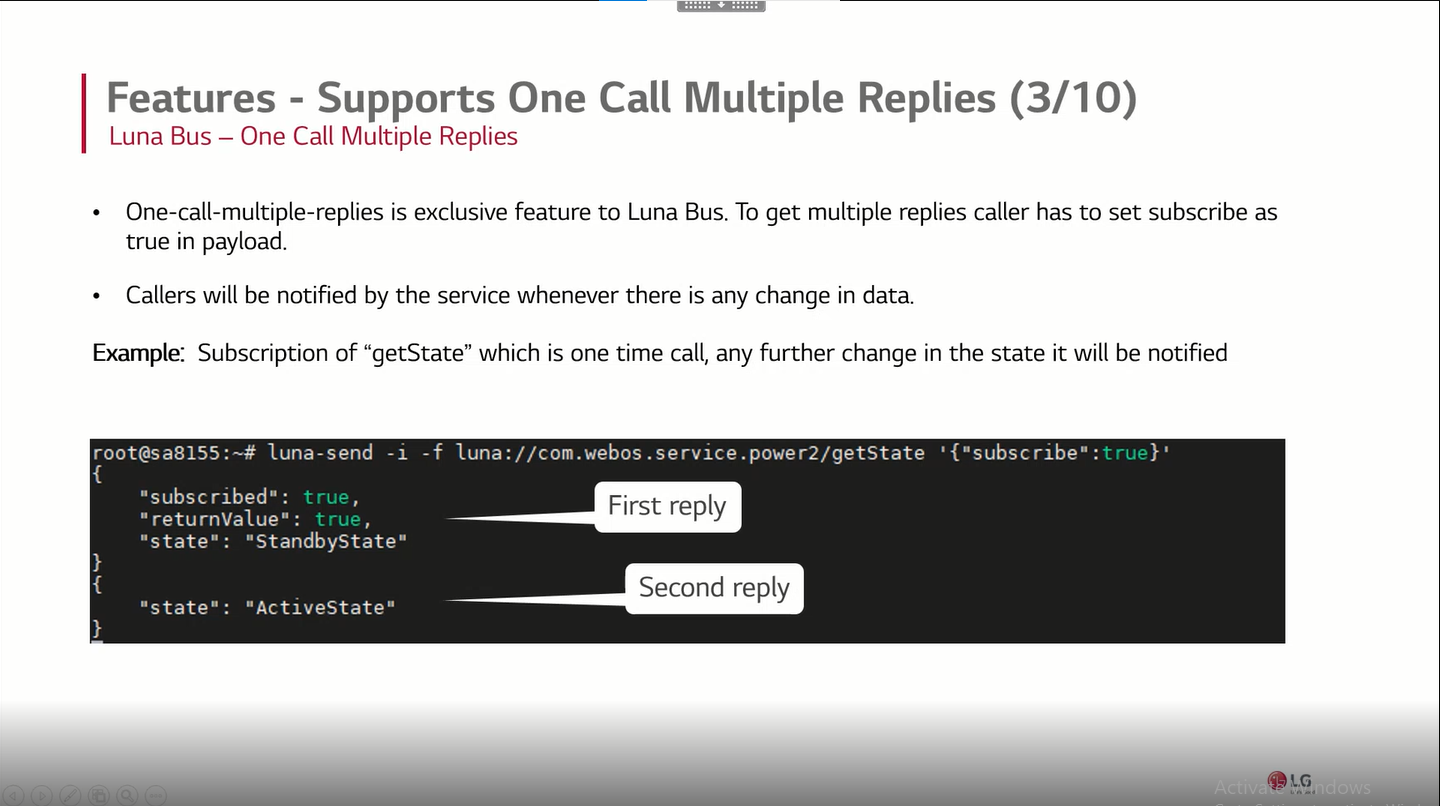 Features - Supports One Call Multiple Replies (3/10)
Luna Bus – One Call Multiple Replies
• One-call-multiple-replies is exclusive feature to Luna Bus. To get multiple replies caller has to set subscribe as
true in payload.
• Callers will be notified by the service whenever there is any change in data.
Example: Subscription of “getState” which is one time call, any further change in the state it will be notified
root@sa8155:~# luna-send -i -f luna://com.webos.service.power2/getState '{"subscribe":true}'
{
"subscribed": true,
"returnValue": true,
First reply
"state": "StandbyState"
}
{
Second reply
"state": "ActiveState"
}
LG
Activate Windows